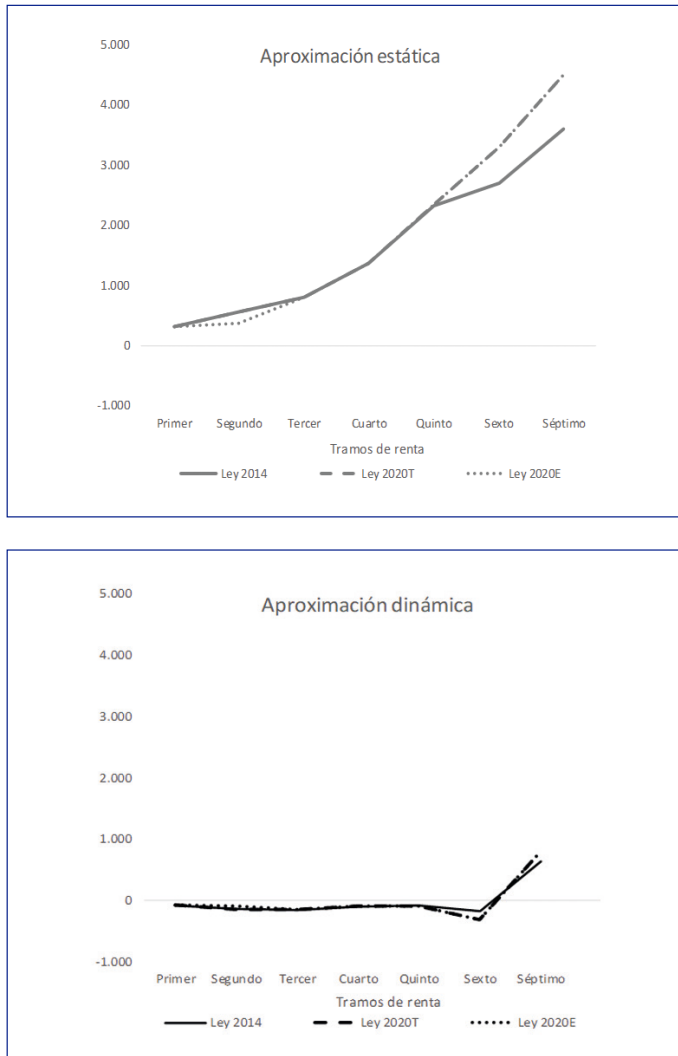 5.000
Aproximación estática
4.000
3.000
2.000
1.000
0
-1.000
Primer Segundo Tercer Cuarto Quinto Sexto Séptimo
Tramos de renta
Ley 2014 Ley 2020T Ley 2020E
5.000
Aproximación dinámica
4.000
3.000
2.000
1.000
0
-1.000
Primer Segundo Tercer Cuarto Quinto Sexto Séptimo
Tramos de renta
Ley 2014 Ley 2020T Ley 2020E